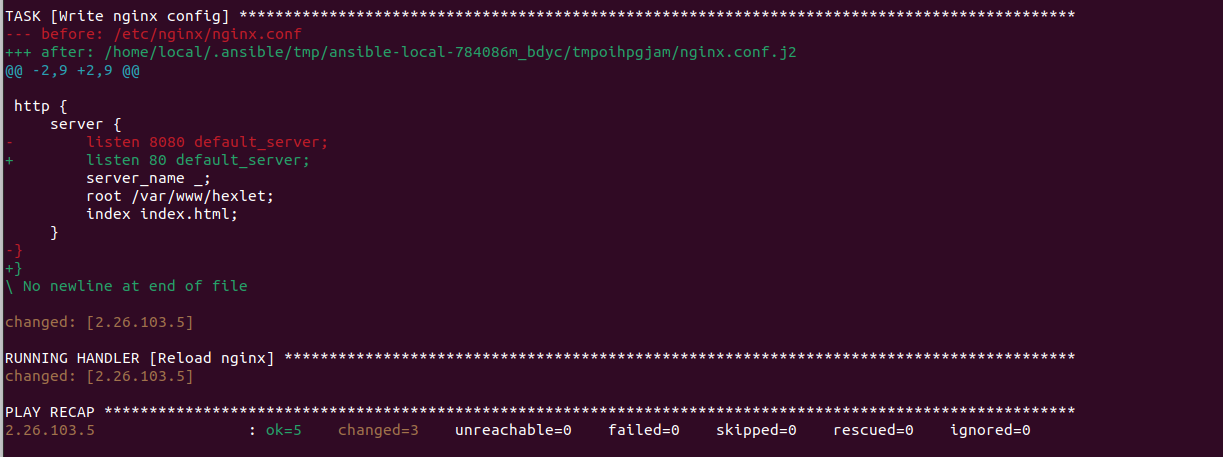 TASK [Write nginx config] *********************************************************************************************
--- before: /etc/nginx/nginx.conf
+++ after: /home/local/.ansible/tmp/ansible-local-784086m_bdyc/tmpoihpgjam/nginx.conf.j2
@@ -2,9 +2,9 @@
 http {
     server {
-        listen 8080 default_server;
+        listen 80 default_server;
         server_name _;
         root /var/www/hexlet;
         index index.html;
     }
-}
+}
\ No newline at end of file
changed: [2.26.103.5]
RUNNING HANDLER [Reload nginx] ****************************************************************************************
changed: [2.26.103.5]
PLAY RECAP ************************************************************************************************************
2.26.103.5                 : ok=5    changed=3    unreachable=0    failed=0    skipped=0    rescued=0    ignored=0